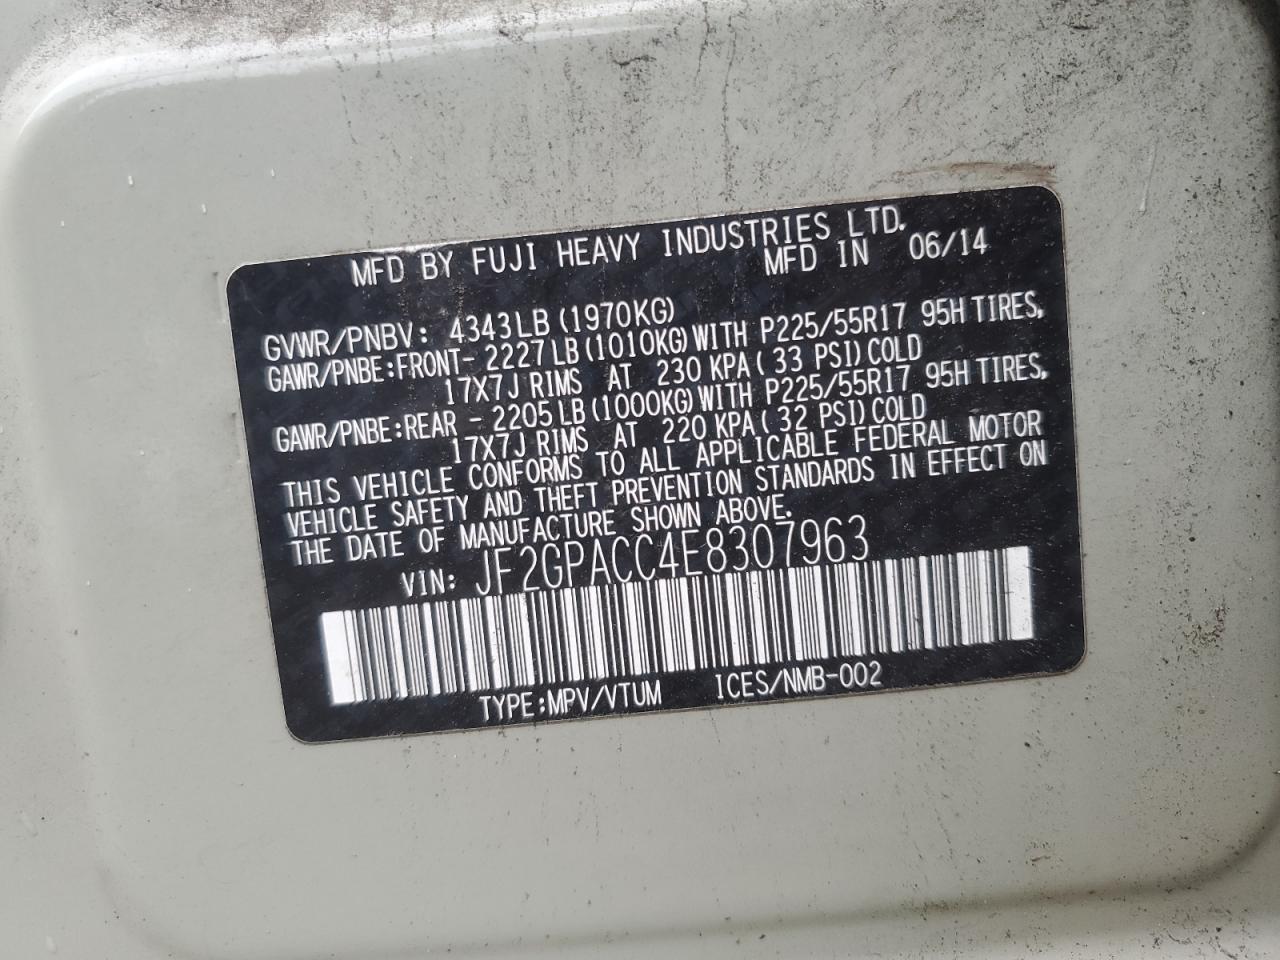 MFD BY FUJI HEAVY INDUSTRIES LTD.
MFD IN 06/14
GVWR/PNBV: 4343LB (1970KG)
GAWR/PNBE:FRONT- 2227LB (1010KG) WITH P225/55R17 95H TIRES,
17X7J RIMS AT 230 KPA( 33 PSI) COLD
GAWR/PNBE:REAR - 2205LB (1000KG) WITH P225/55R17 95H TIRES,
17X7J RIMS AT 220 KPA( 32 PSI) COLD
THIS VEHICLE CONFORMS TO ALL APPLICABLE FEDERAL MOTOR
VEHICLE SAFETY AND THEFT PREVENTION STANDARDS IN EFFECT ON
THE DATE OF MANUFACTURE SHOWN ABOVE.
VIN: JF2GPACC4E8307963
TYPE:MPV/VTUM ICES/NMB-002